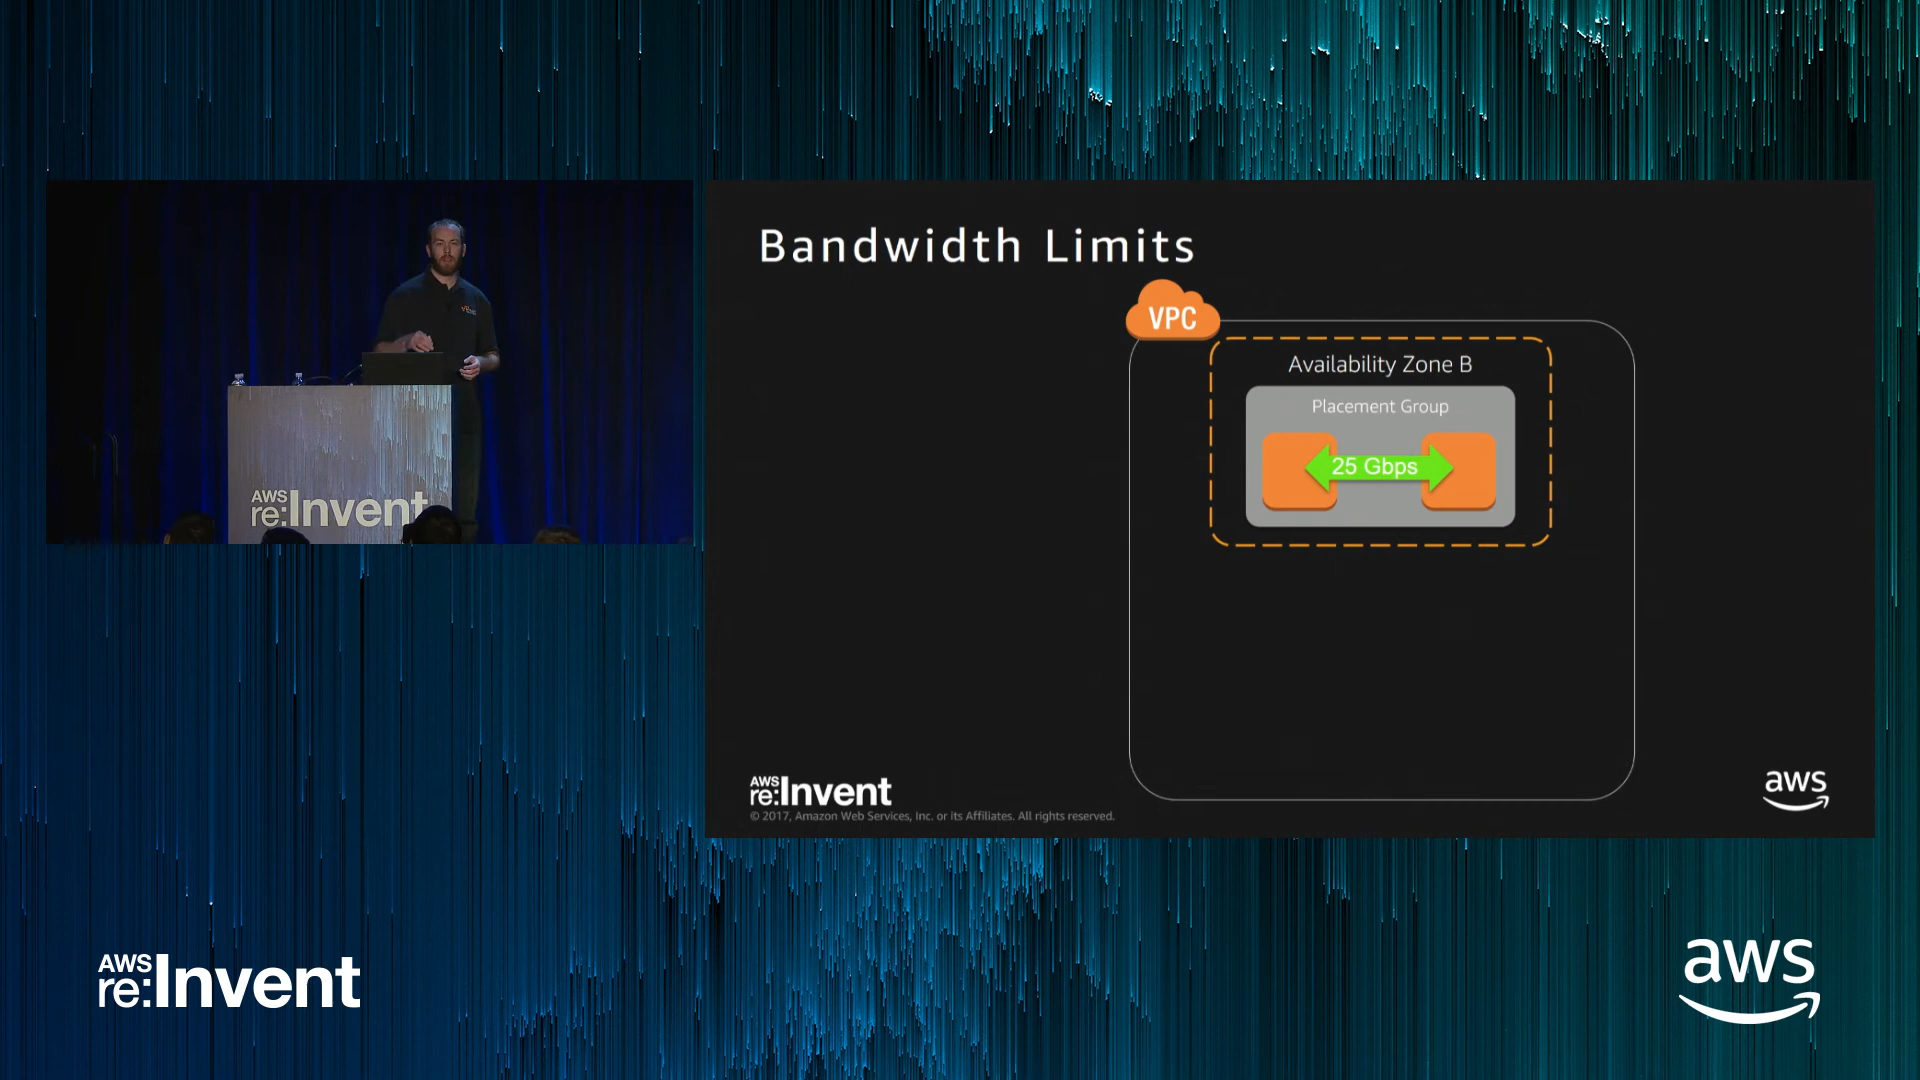 Bandwidth Limits
VPC
Availability Zone B
Placement Group
25 Gbps
AWS
re:Invent
AWS
re:Invent
© 2017, Amazon Web Services, Inc. or its Affiliates. All rights reserved.
aws
AWS
re:Invent
aws